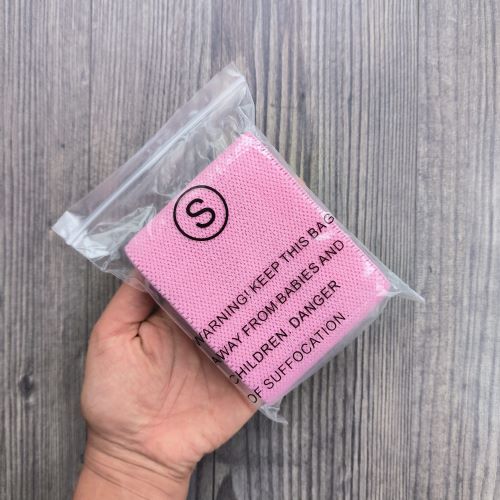 S
WARNING! KEEP THIS BAG
AWAY FROM BABIES AND
CHILDREN. DANGER
OF SUFFOCATION